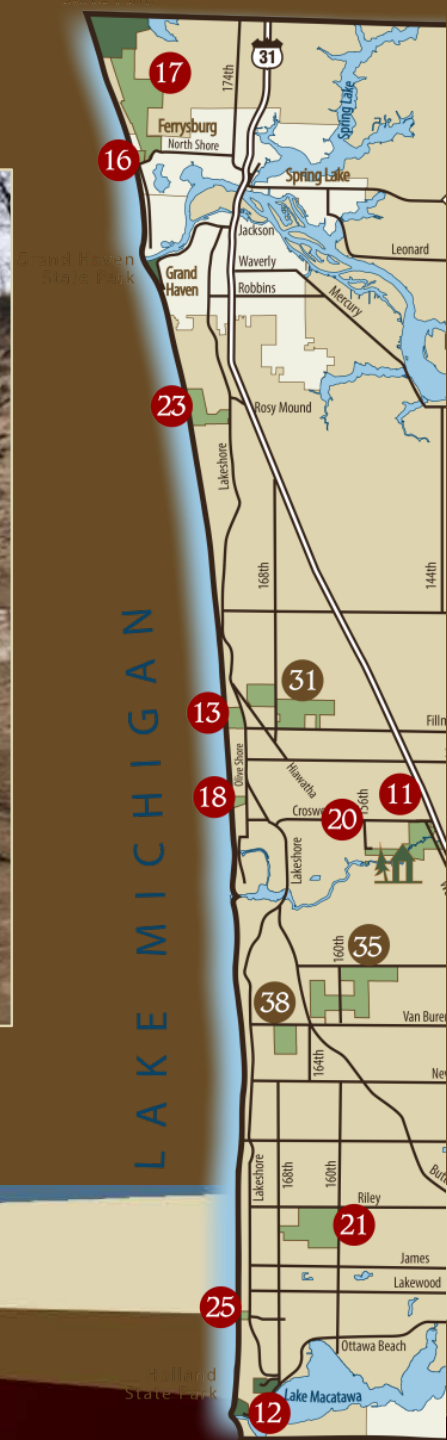 17
31
174th
Spring Lake
Ferrysburg
North Shore
16
Spring Lake
Jackson
Leonard
Grand Haven
State Park
Grand
Haven
Waverly
Robbins
Mercury
23
Rosy Mound
Lakeshore
168th
144th
LAKE MICHIGAN
31
13
Fillm
Olive Shore
Hiawatha
11
18
Croswe
20
156th
Lakeshore
160th
35
38
Van Bure
164th
Ne
Lakeshore
168th
160th
Butt
Riley
21
James
Lakewood
25
Ottawa Beach
Holland
State Park
Lake Macatawa
12